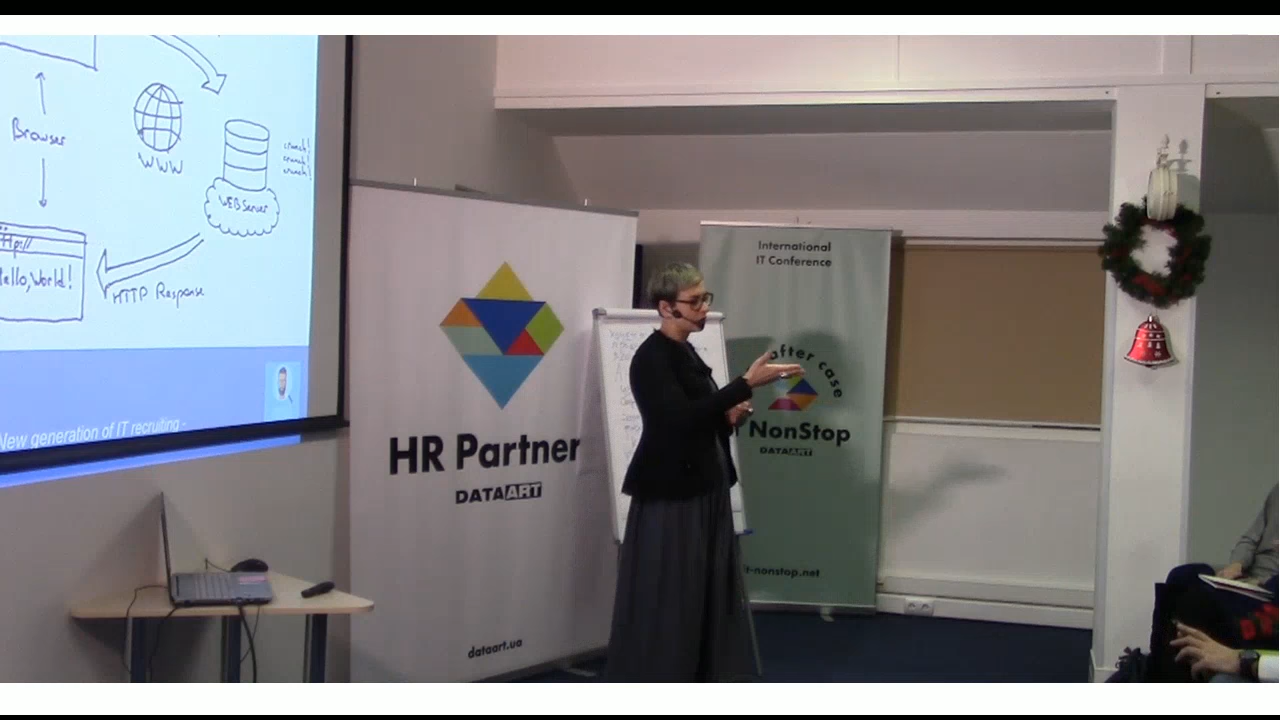 Browser
WWW
crunch!
crunch!
crunch!
WEB Server
http://
Hello, World!
HTTP Response
New generation of IT recruiting -
HR Partner
DATAART
dataart.ua
International
IT Conference
after case
NonStop
DATAART
it-nonstop.net